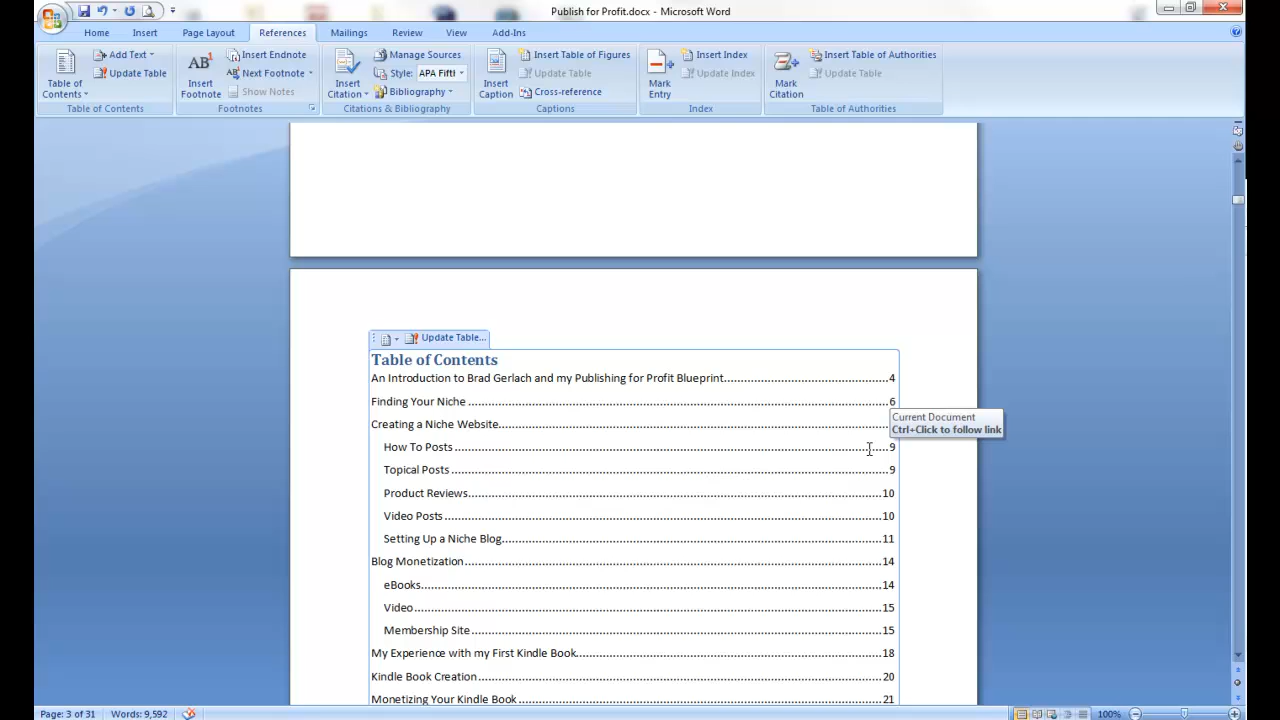 Publish for Profit.docx - Microsoft Word
Home Insert Page Layout References Mailings Review View Add-Ins
Table of Contents
Add Text
Update Table
Table of Contents
AB1
Insert Footnote
Insert Endnote
Next Footnote
Show Notes
Footnotes
Insert Citation
Manage Sources
Style: APA Fifth
Bibliography
Citations & Bibliography
Insert Caption
Insert Table of Figures
Update Table
Cross-reference
Captions
Mark Entry
Insert Index
Update Index
Index
Mark Citation
Insert Table of Authorities
Update Table
Table of Authorities
Update Table...
Table of Contents
An Introduction to Brad Gerlach and my Publishing for Profit Blueprint 4
Finding Your Niche 6
Creating a Niche Website
Current Document
Ctrl+Click to follow link
How To Posts 9
Topical Posts 9
Product Reviews 10
Video Posts 10
Setting Up a Niche Blog 11
Blog Monetization 14
eBooks 14
Video 15
Membership Site 15
My Experience with my First Kindle Book 18
Kindle Book Creation 20
Monetizing Your Kindle Book 21
Page: 3 of 31 Words: 9,592 100%